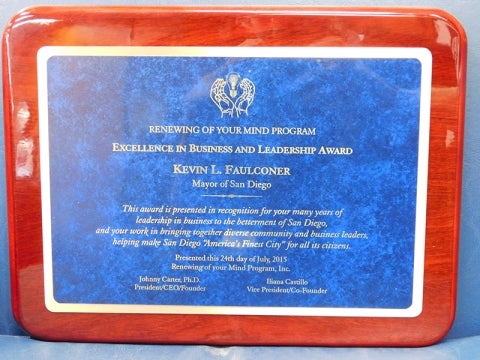 RENEWING OF YOUR MIND PROGRAM
EXCELLENCE IN BUSINESS AND LEADERSHIP AWARD
KEVIN L. FAULCONER
Mayor of San Diego
This award is presented in recognition for your many years of
leadership in business to the betterment of San Diego,
and your work in bringing together diverse community and business leaders,
helping make San Diego "America's Finest City" for all its citizens.
Presented this 24th day of July, 2015
Renewing of your Mind Program, Inc.
Johnny Carter, Ph.D. Iliana Castillo
President/CEO/Founder Vice President/Co-Founder